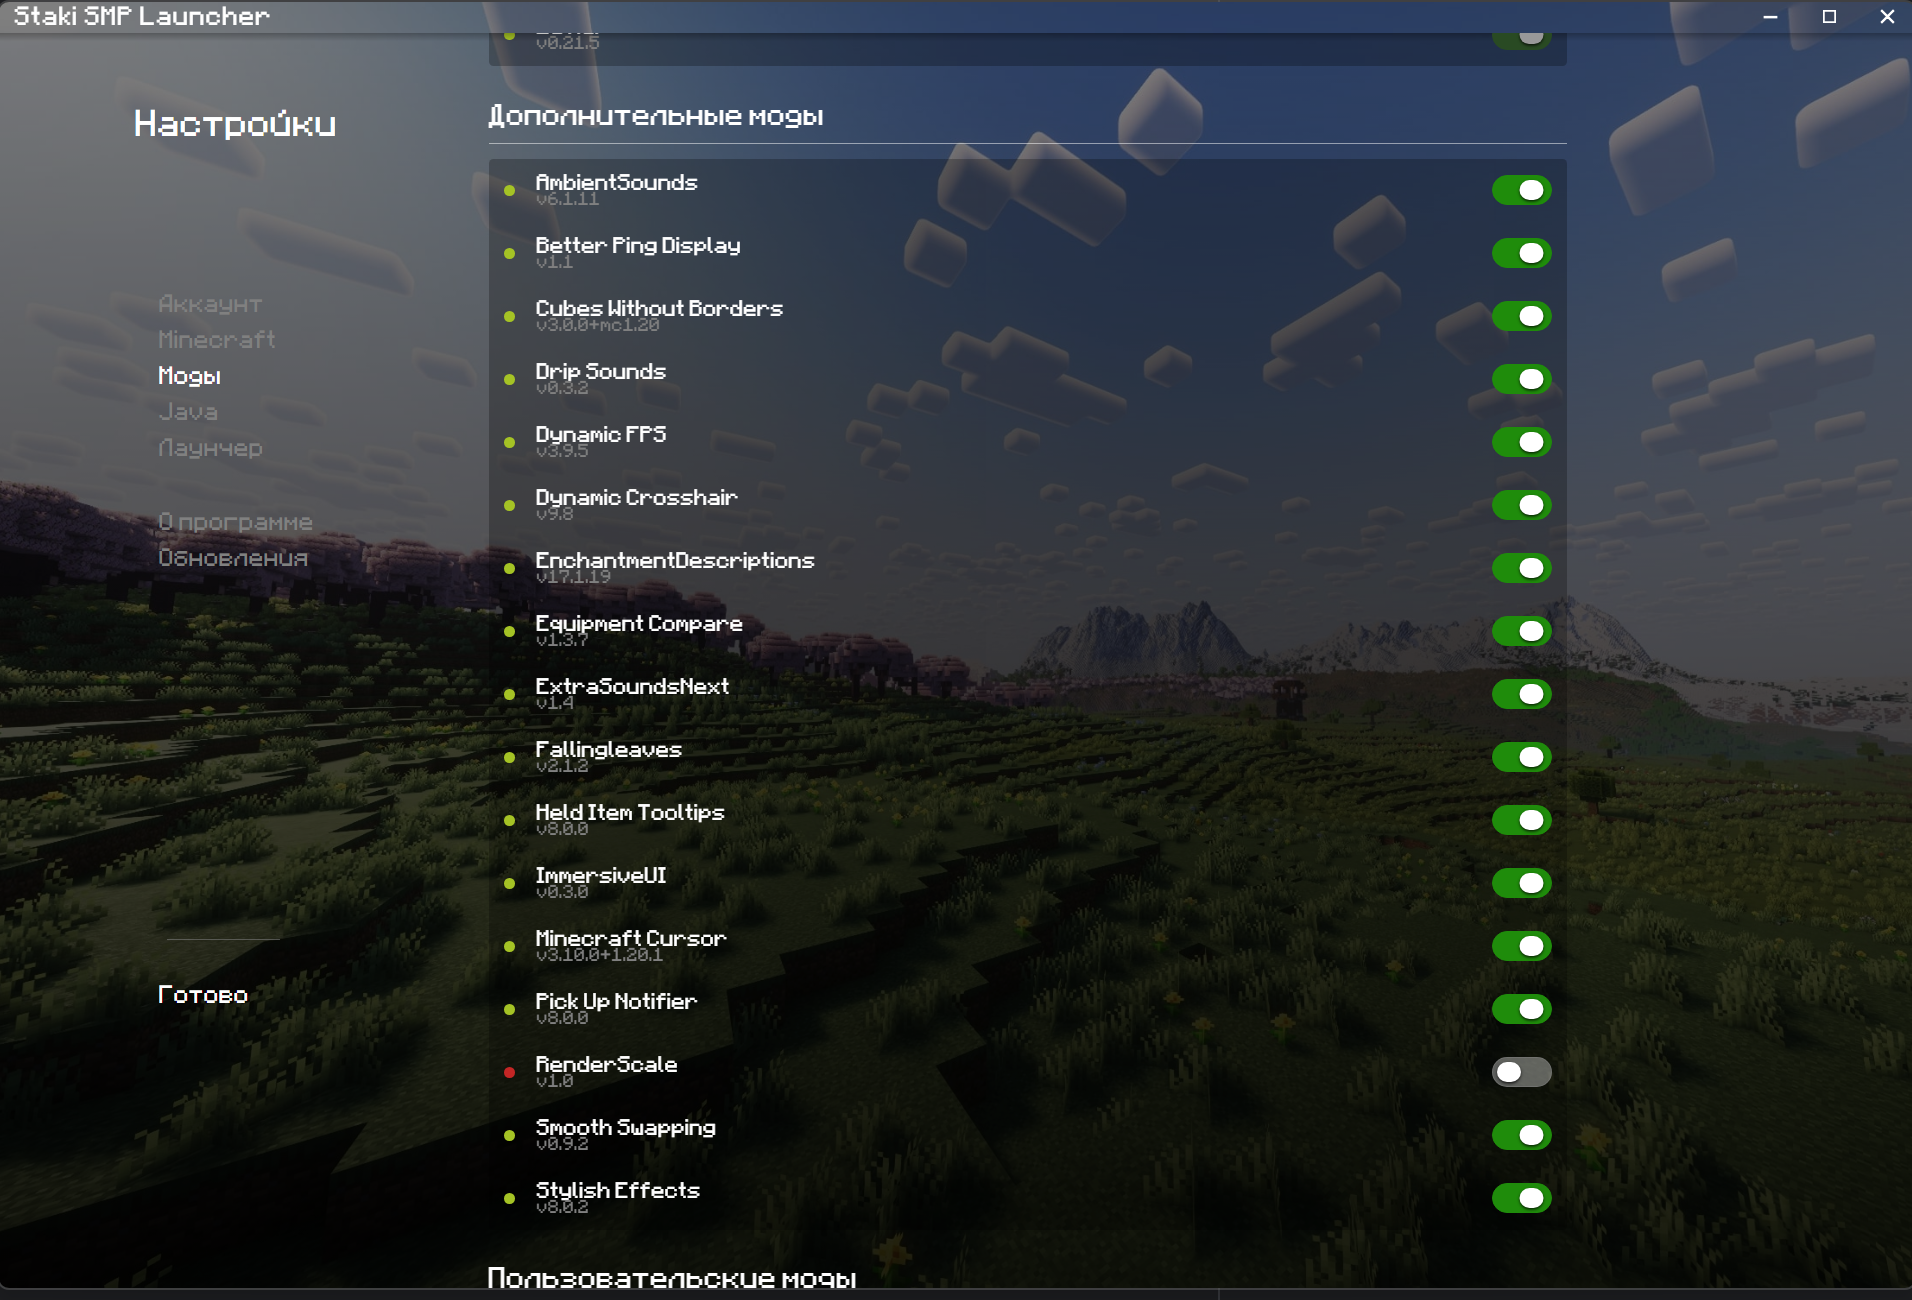 Staki SMP Launcher
v0.21.5
Настройки
Аккаунт
Minecraft
Моды
Java
Лаунчер
О программе
Обновления
Готово
Дополнительные моды
AmbientSounds
v6.1.11
Better Ping Display
v1.1
Cubes Without Borders
v3.0.0+mc1.20
Drip Sounds
v0.3.2
Dynamic FPS
v3.9.5
Dynamic Crosshair
v9.8
EnchantmentDescriptions
v17.1.19
Equipment Compare
v1.3.7
ExtraSoundsNext
v1.4
Fallingleaves
v2.1.2
Held Item Tooltips
v8.0.0
ImmersiveUI
v0.3.0
Minecraft Cursor
v3.10.0+1.20.1
Pick Up Notifier
v8.0.0
RenderScale
v1.0
Smooth Swapping
v0.9.2
Stylish Effects
v8.0.2
Пользовательские моды